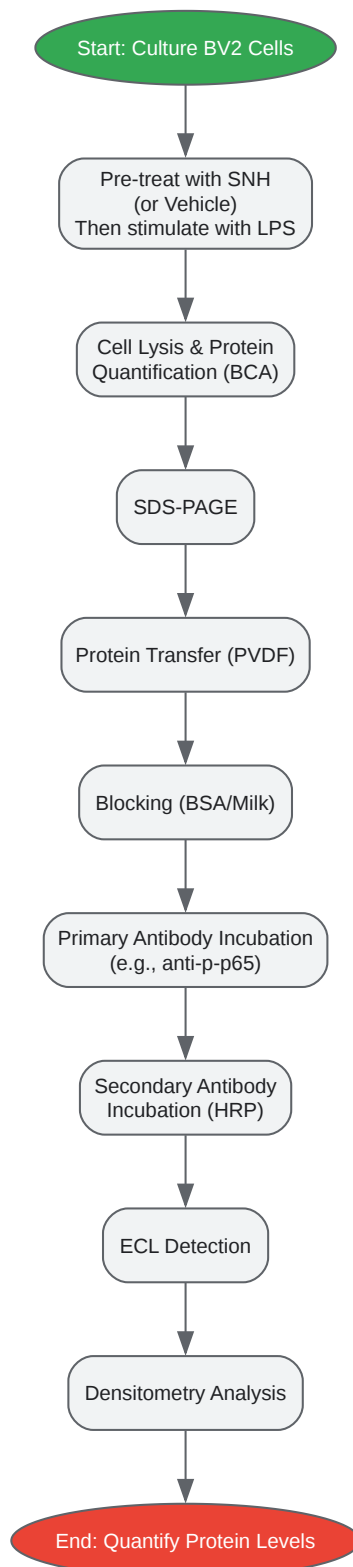 Start: Culture BV2 Cells
Pre-treat with SNH
(or Vehicle)
Then stimulate with LPS
Cell Lysis & Protein
Quantification (BCA)
SDS-PAGE
Protein Transfer (PVDF)
Blocking (BSA/Milk)
Primary Antibody Incubation
(e.g., anti-p-p65)
Secondary Antibody
Incubation (HRP)
ECL Detection
Densitometry Analysis
End: Quantify Protein Levels